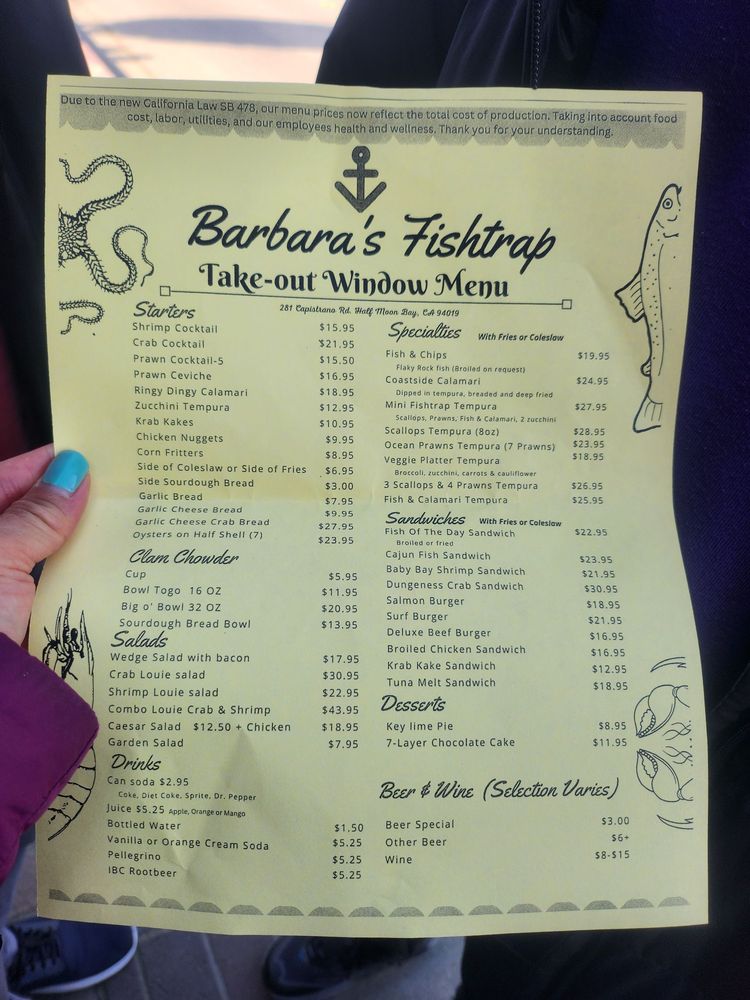 Due to the new California Law SB 478, our menu prices now reflect the total cost of production. Taking into account food
cost, labor, utilities, and our employees health and wellness. Thank you for your understanding.
Barbara's Fishtrap
Take-out Window Menu
281 Capistrano Rd. Half Moon Bay, CA 94019
Starters
Shrimp Cocktail $15.95
Crab Cocktail $21.95
Prawn Cocktail-5 $15.50
Prawn Ceviche $16.95
Ringy Dingy Calamari $18.95
Zucchini Tempura $12.95
Krab Kakes $10.95
Chicken Nuggets $9.95
Corn Fritters $8.95
Side of Coleslaw or Side of Fries $6.95
Side Sourdough Bread $3.00
Garlic Bread $7.95
Garlic Cheese Bread $9.95
Garlic Cheese Crab Bread $27.95
Oysters on Half Shell (7) $23.95
Clam Chowder
Cup $5.95
Bowl Togo 16 OZ $11.95
Big o' Bowl 32 OZ $20.95
Sourdough Bread Bowl $13.95
Salads
Wedge Salad with bacon $17.95
Crab Louie salad $30.95
Shrimp Louie salad $22.95
Combo Louie Crab & Shrimp $43.95
Caesar Salad $12.50 + Chicken $18.95
Garden Salad $7.95
Drinks
Can soda $2.95
Coke, Diet Coke, Sprite, Dr. Pepper
Juice $5.25 Apple, Orange or Mango
Bottled Water $1.50
Vanilla or Orange Cream Soda $5.25
Pellegrino $5.25
IBC Rootbeer $5.25
Specialties With Fries or Coleslaw
Fish & Chips $19.95
Flaky Rock fish (Broiled on request)
Coastside Calamari $24.95
Dipped in tempura, breaded and deep fried
Mini Fishtrap Tempura $27.95
Scallops, Prawns, Fish & Calamari, 2 zucchini
Scallops Tempura (8oz) $28.95
Ocean Prawns Tempura (7 Prawns) $23.95
Veggie Platter Tempura $18.95
Broccoli, zucchini, carrots & cauliflower
3 Scallops & 4 Prawns Tempura $26.95
Fish & Calamari Tempura $25.95
Sandwiches With Fries or Coleslaw
Fish Of The Day Sandwich $22.95
Broiled or fried
Cajun Fish Sandwich $23.95
Baby Bay Shrimp Sandwich $21.95
Dungeness Crab Sandwich $30.95
Salmon Burger $18.95
Surf Burger $21.95
Deluxe Beef Burger $16.95
Broiled Chicken Sandwich $16.95
Krab Kake Sandwich $12.95
Tuna Melt Sandwich $18.95
Desserts
Key lime Pie $8.95
7-Layer Chocolate Cake $11.95
Beer & Wine (Selection Varies)
Beer Special $3.00
Other Beer $6+
Wine $8-$15